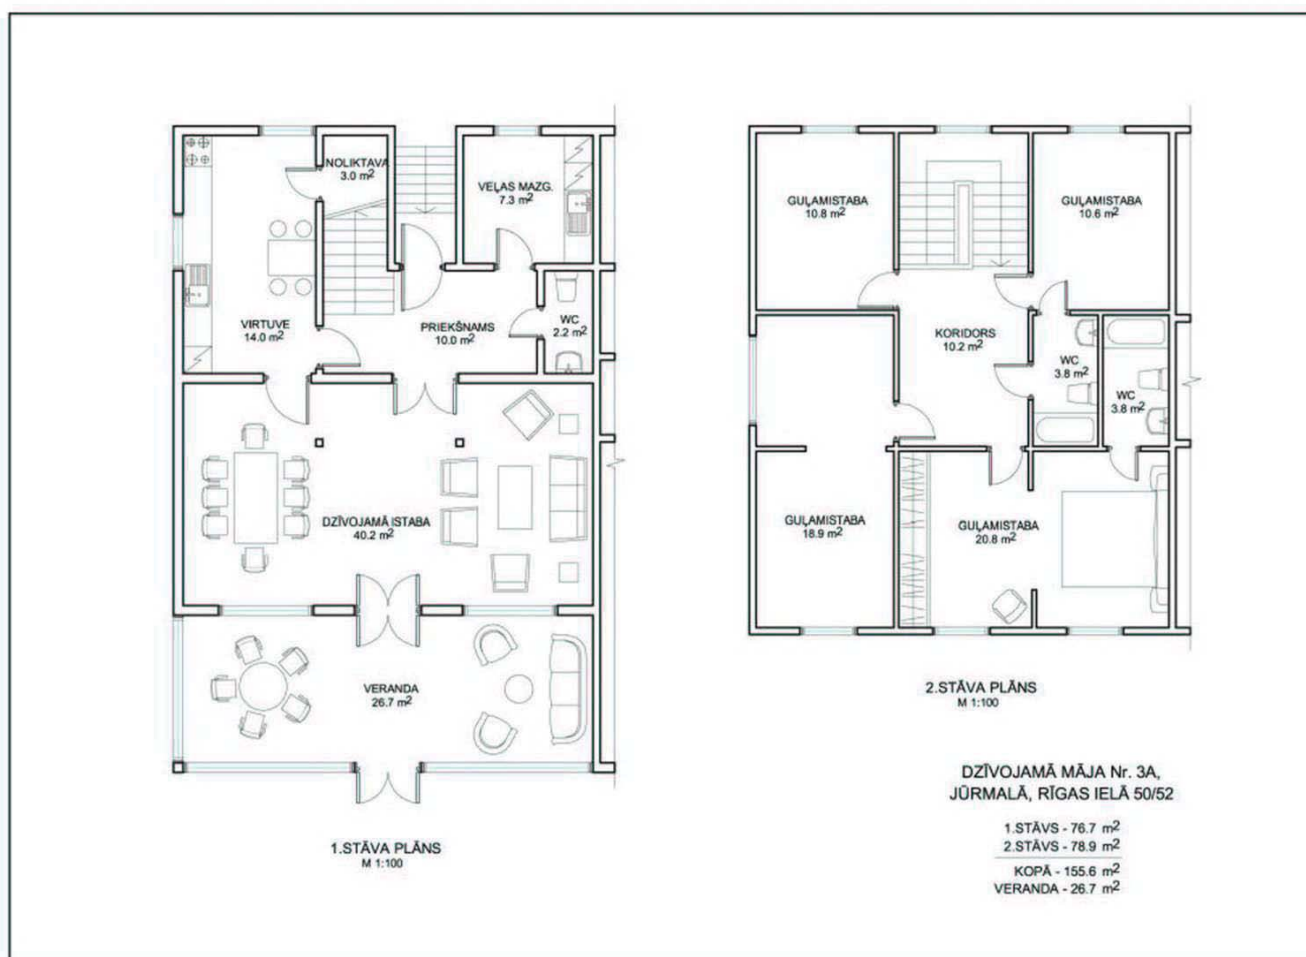 NOLIKTAVA
3.0 m²
VEĻAS MAZG.
7.3 m²
VIRTUVE
14.0 m²
PRIEKŠNAMS
10.0 m²
WC
2.2 m²
DZĪVOJAMĀ ISTABA
40.2 m²
VERANDA
26.7 m²
1.STĀVA PLĀNS
M 1:100
GUĻAMISTABA
10.8 m²
GUĻAMISTABA
10.6 m²
KORIDORS
10.2 m²
WC
3.8 m²
WC
3.8 m²
GUĻAMISTABA
18.9 m²
GUĻAMISTABA
20.8 m²
2.STĀVA PLĀNS
M 1:100
DZĪVOJAMĀ MĀJA Nr. 3A,
JŪRMALĀ, RĪGAS IELĀ 50/52
1.STĀVS - 76.7 m²
2.STĀVS - 78.9 m²
KOPĀ - 155.6 m²
VERANDA - 26.7 m²